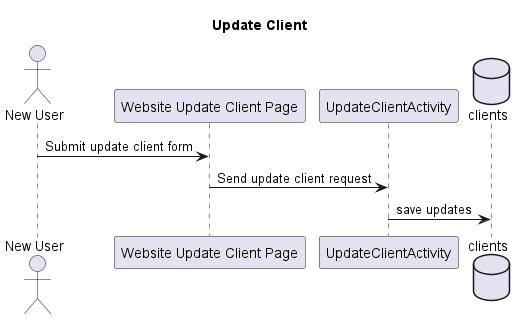 Update Client
New User
Website Update Client Page
UpdateClientActivity
clients
Submit update client form
Send update client request
save updates
New User
Website Update Client Page
UpdateClientActivity
clients